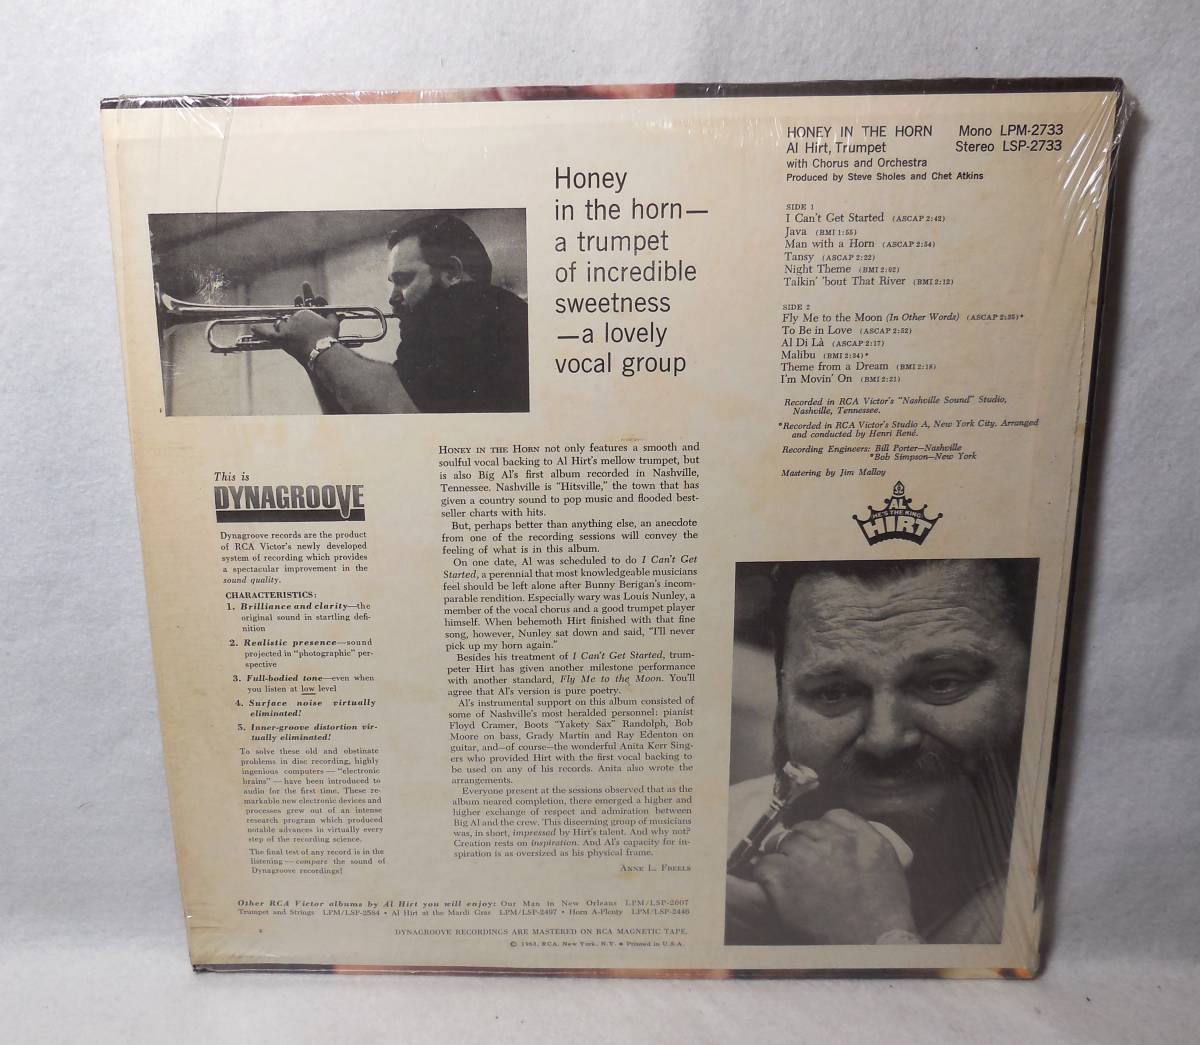 HONEY IN THE HORN Mono LPM-2733
Al Hirt, Trumpet Stereo LSP-2733
with Chorus and Orchestra
Produced by Steve Sholes and Chet Atkins
Honey
in the horn—
a trumpet
of incredible
sweetness
—a lovely
vocal group
SIDE 1
I Can't Get Started (ASCAP 2:42)
Java (BMI 1:55)
Man with a Horn (ASCAP 2:54)
Tansy (ASCAP 2:22)
Night Theme (BMI 2:02)
Talkin' 'bout That River (BMI 2:12)
SIDE 2
Fly Me to the Moon (In Other Words) (ASCAP 2:35)*
To Be in Love (ASCAP 2:52)
Al Di Là (ASCAP 2:17)
Malibu (BMI 2:34)*
Theme from a Dream (BMI 2:18)
I'm Movin' On (BMI 2:21)
Recorded in RCA Victor's "Nashville Sound" Studio,
Nashville, Tennessee.
*Recorded in RCA Victor's Studio A, New York City. Arranged
and conducted by Henri René.
Recording Engineers: Bill Porter—Nashville
*Bob Simpson—New York
Mastering by Jim Malloy
AL
HE'S THE KING
HIRT
This is
DYNAGROOVE
Dynagroove records are the product
of RCA Victor's newly developed
system of recording which provides
a spectacular improvement in the
sound quality.
CHARACTERISTICS:
1. Brilliance and clarity—the
original sound in startling defi-
nition
2. Realistic presence—sound
projected in "photographic" per-
spective
3. Full-bodied tone—even when
you listen at low level
4. Surface noise virtually
eliminated!
5. Inner-groove distortion vir-
tually eliminated!
To solve these old and obstinate
problems in disc recording, highly
ingenious computers — "electronic
brains" — have been introduced to
audio for the first time. These re-
markable new electronic devices and
processes grew out of an intense
research program which produced
notable advances in virtually every
step of the recording science.
The final test of any record is in the
listening — compare the sound of
Dynagroove recordings!
HONEY IN THE HORN not only features a smooth and
soulful vocal backing to Al Hirt's mellow trumpet, but
is also Big Al's first album recorded in Nashville,
Tennessee. Nashville is "Hitsville," the town that has
given a country sound to pop music and flooded best-
seller charts with hits.
But, perhaps better than anything else, an anecdote
from one of the recording sessions will convey the
feeling of what is in this album.
On one date, Al was scheduled to do I Can't Get
Started, a perennial that most knowledgeable musicians
feel should be left alone after Bunny Berigan's incom-
parable rendition. Especially wary was Louis Nunley, a
member of the vocal chorus and a good trumpet player
himself. When behemoth Hirt finished with that fine
song, however, Nunley sat down and said, "I'll never
pick up my horn again."
Besides his treatment of I Can't Get Started, trum-
peter Hirt has given another milestone performance
with another standard, Fly Me to the Moon. You'll
agree that Al's version is pure poetry.
Al's instrumental support on this album consisted of
some of Nashville's most heralded personnel: pianist
Floyd Cramer, Boots "Yakety Sax" Randolph, Bob
Moore on bass, Grady Martin and Ray Edenton on
guitar, and—of course—the wonderful Anita Kerr Sing-
ers who provided Hirt with the first vocal backing to
be used on any of his records. Anita also wrote the
arrangements.
Everyone present at the sessions observed that as the
album neared completion, there emerged a higher and
higher exchange of respect and admiration between
Big Al and the crew. This discerning group of musicians
was, in short, impressed by Hirt's talent. And why not?
Creation rests on inspiration. And Al's capacity for in-
spiration is as oversized as his physical frame.
ANNE L. FREELS
Other RCA Victor albums by Al Hirt you will enjoy: Our Man in New Orleans LPM/LSP-2607
Trumpet and Strings LPM/LSP-2584 • Al Hirt at the Mardi Gras LPM/LSP-2497 • Horn A-Plenty LPM/LSP-2446
DYNAGROOVE RECORDINGS ARE MASTERED ON RCA MAGNETIC TAPE.
© 1963, RCA, New York, N.Y. • Printed in U.S.A.